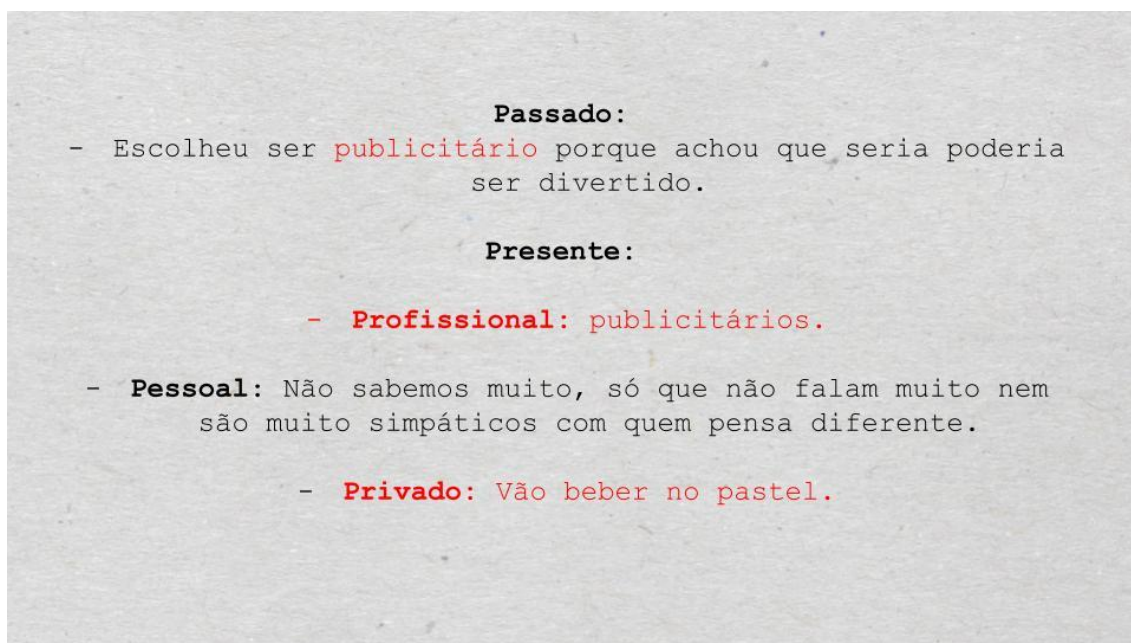 Passado:
- Escolheu ser publicitário porque achou que seria poderia
ser divertido.
Presente:
- Profissional: publicitários.
- Pessoal: Não sabemos muito, só que não falam muito nem
são muito simpáticos com quem pensa diferente.
- Privado: Vão beber no pastel.